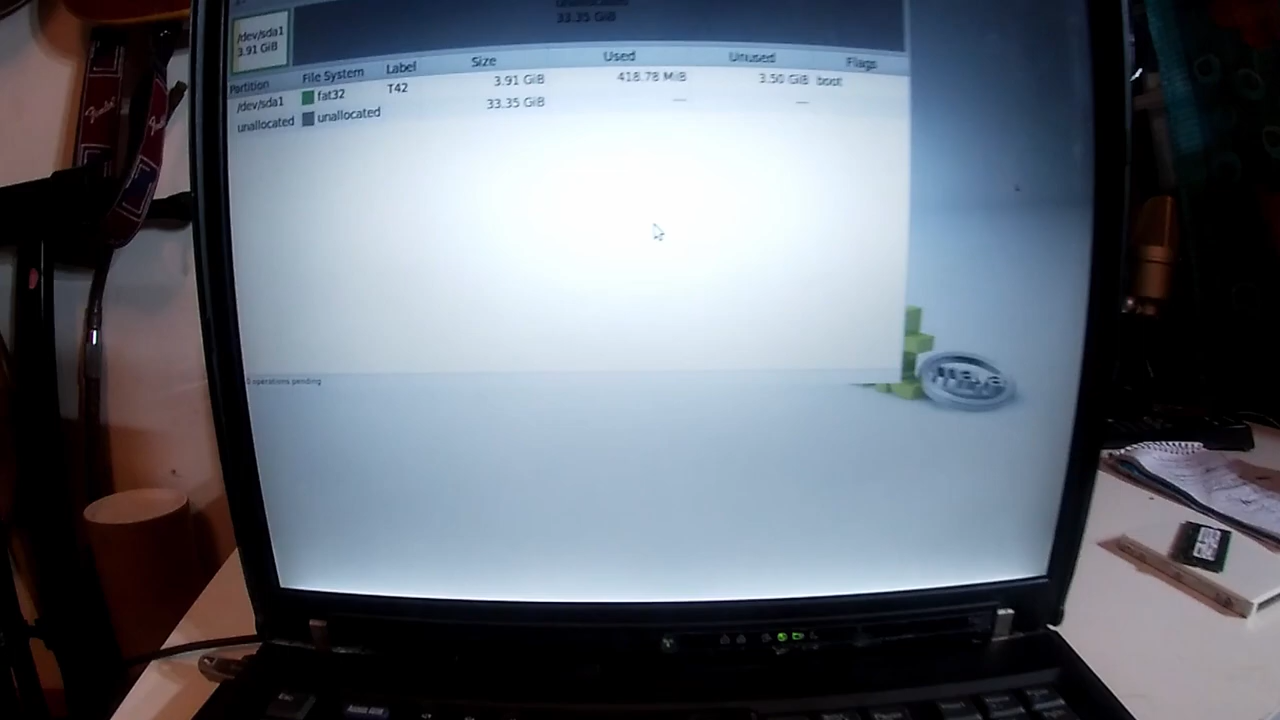 unallocated
33.35 GiB
/dev/sda1
3.91 GiB
Partition File System Label Size Used Unused Flags
/dev/sda1 fat32 T42 3.91 GiB 418.78 MiB 3.50 GiB boot
unallocated unallocated 33.35 GiB — —
0 operations pending
Fender